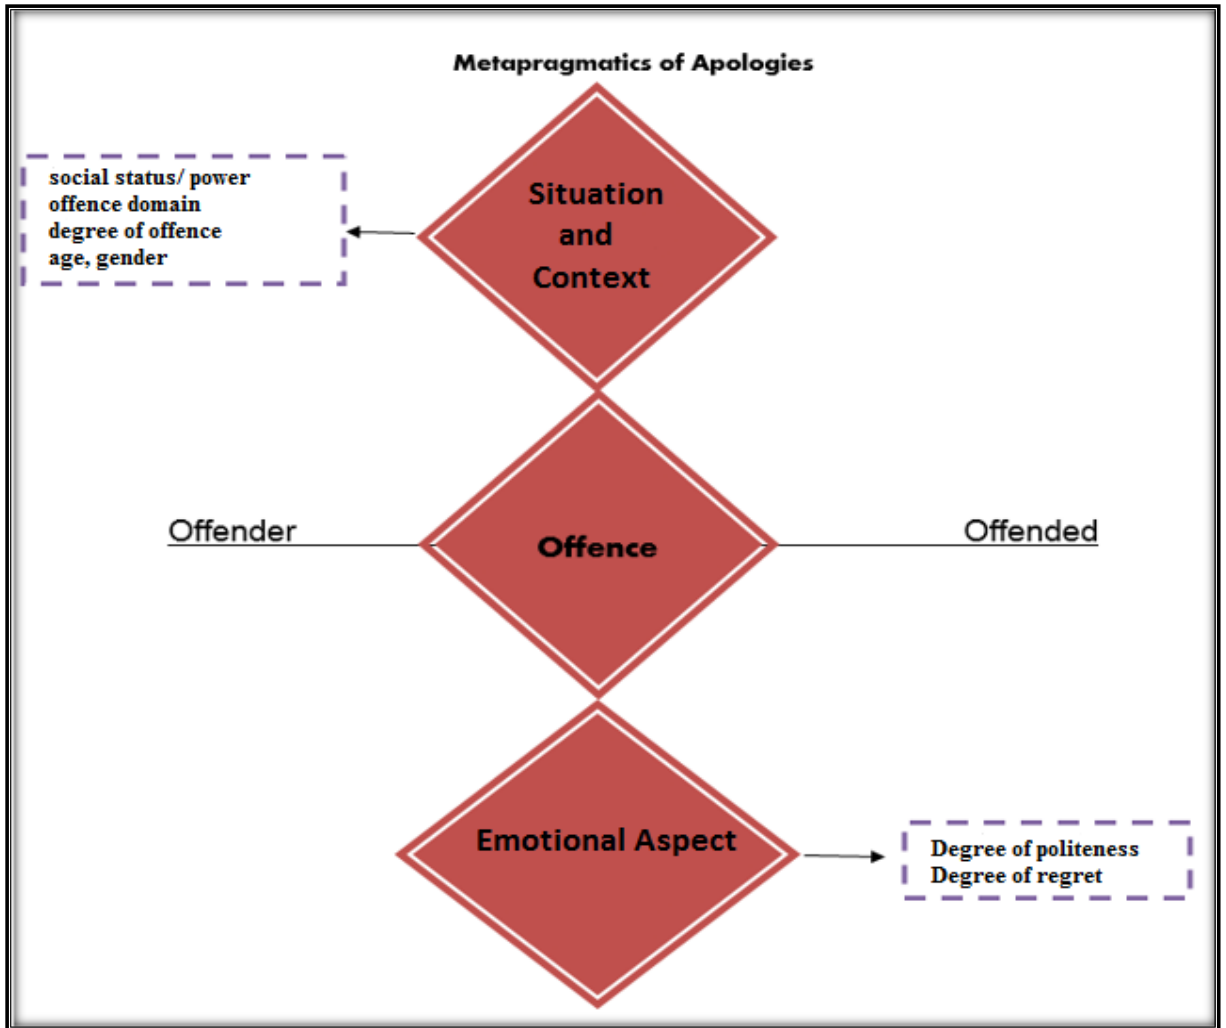 Metapragmatics of Apologies
social status/ power
offence domain
degree of offence
age, gender
Situation
and
Context
Offender
Offence
Offended
Emotional Aspect
Degree of politeness
Degree of regret